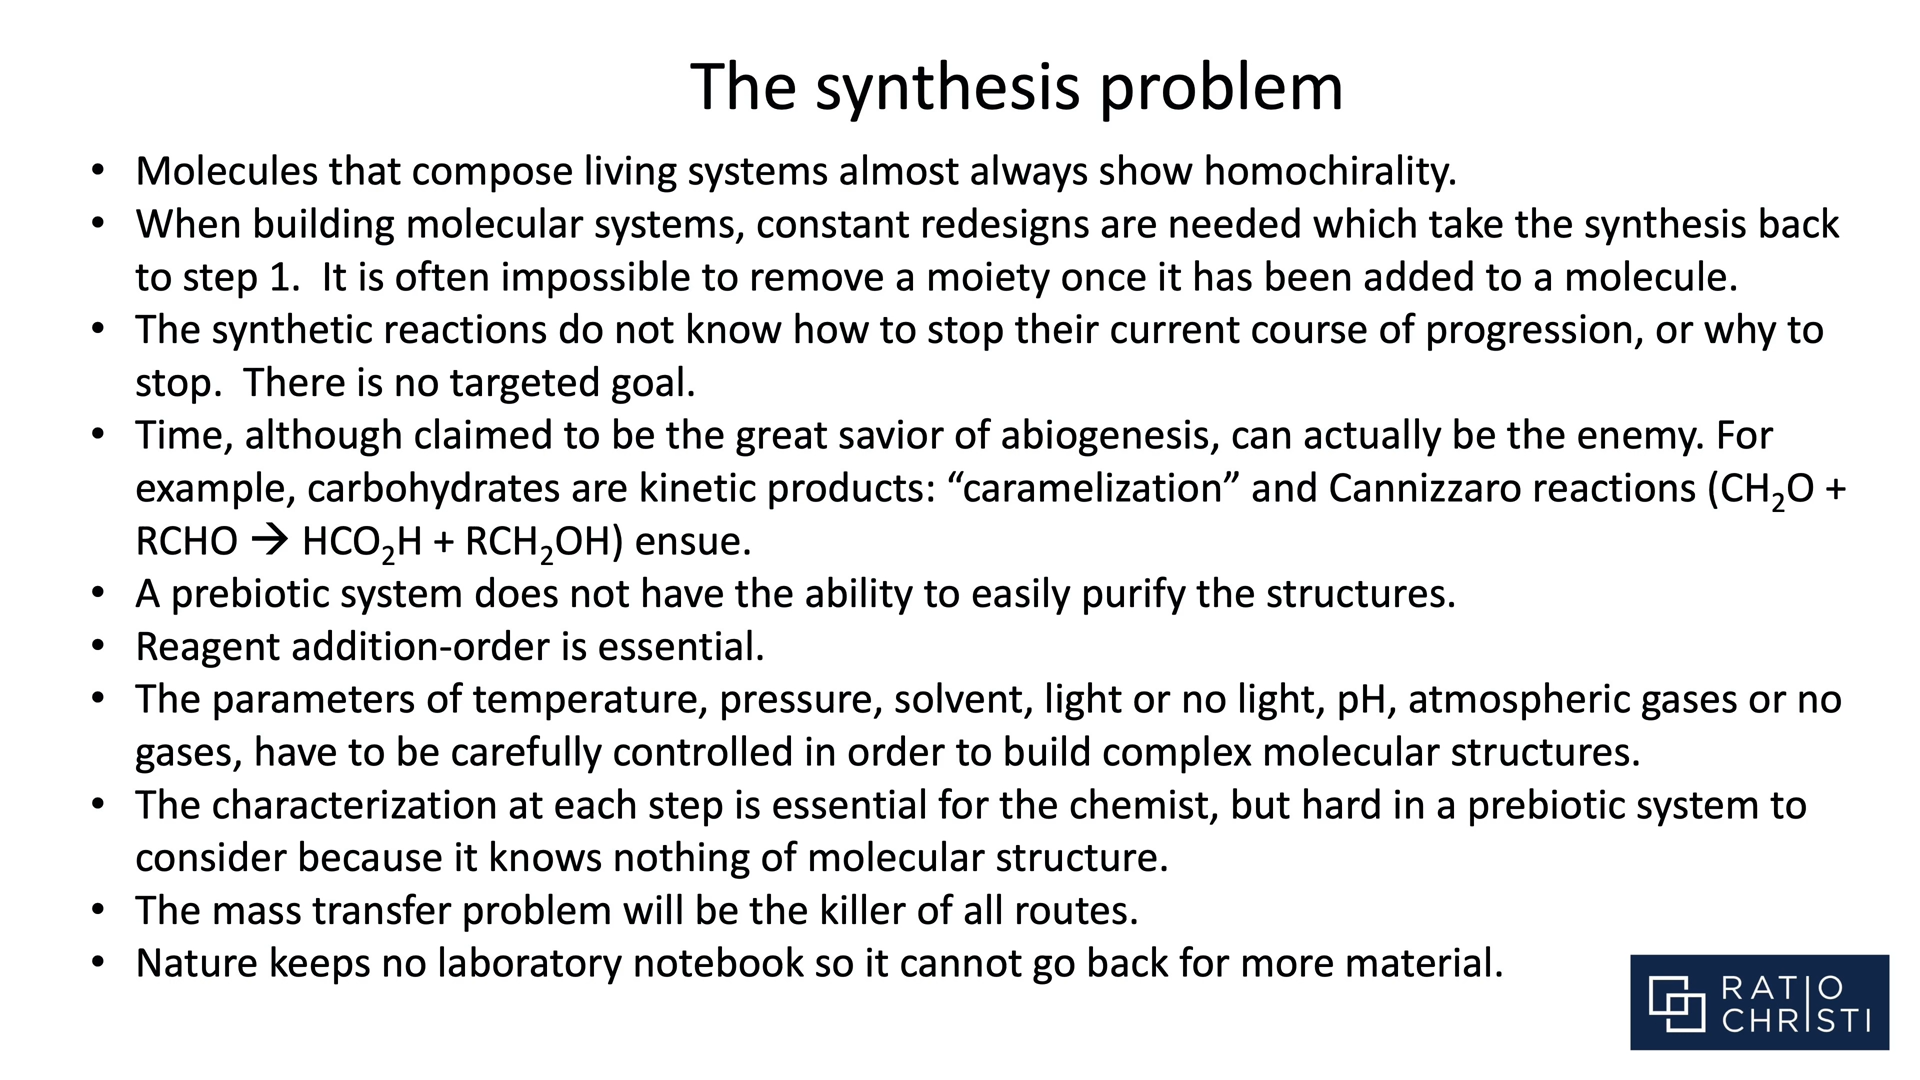 The synthesis problem
• Molecules that compose living systems almost always show homochirality.
• When building molecular systems, constant redesigns are needed which take the synthesis back
to step 1.  It is often impossible to remove a moiety once it has been added to a molecule.
• The synthetic reactions do not know how to stop their current course of progression, or why to
stop.  There is no targeted goal.
• Time, although claimed to be the great savior of abiogenesis, can actually be the enemy. For
example, carbohydrates are kinetic products: “caramelization” and Cannizzaro reactions (CH₂O +
RCHO → HCO₂H + RCH₂OH) ensue.
• A prebiotic system does not have the ability to easily purify the structures.
• Reagent addition-order is essential.
• The parameters of temperature, pressure, solvent, light or no light, pH, atmospheric gases or no
gases, have to be carefully controlled in order to build complex molecular structures.
• The characterization at each step is essential for the chemist, but hard in a prebiotic system to
consider because it knows nothing of molecular structure.
• The mass transfer problem will be the killer of all routes.
• Nature keeps no laboratory notebook so it cannot go back for more material.
RATIO
CHRISTI